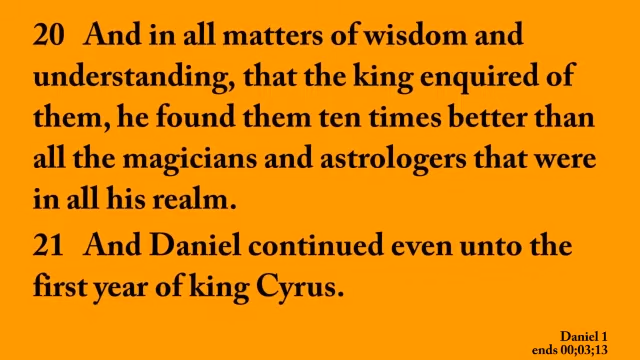 20 And in all matters of wisdom and
understanding, that the king enquired of
them, he found them ten times better than
all the magicians and astrologers that were
in all his realm.
21 And Daniel continued even unto the
first year of king Cyrus.
Daniel 1
ends 00;03;13